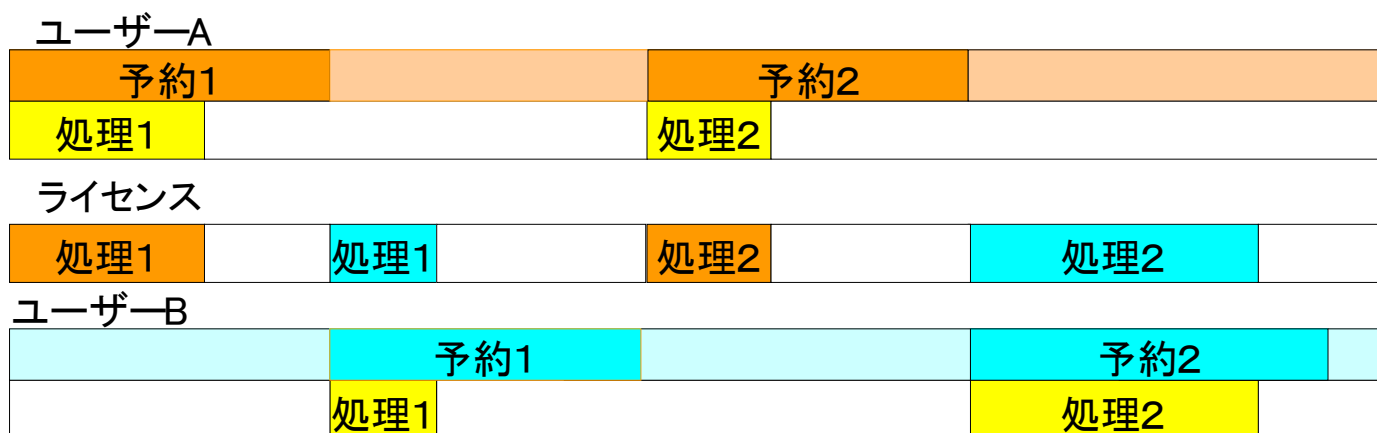 ユーザーA
予約1 予約2
処理1 処理2
ライセンス
処理1 処理1 処理2 処理2
ユーザーB
予約1 予約2
処理1 処理2